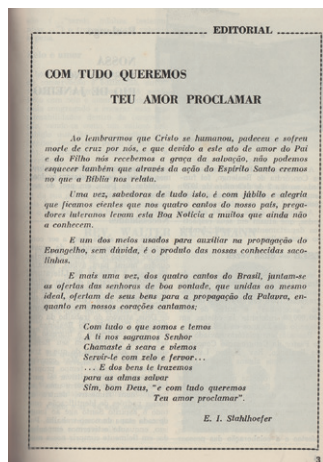 EDITORIAL
COM TUDO QUEREMOS
TEU AMOR PROCLAMAR
Ao lembrarmos que Cristo se humanou, padeceu e sofreu
morte de cruz por nós, e que devido a este ato de amor do Pai
e do Filho nós recebemos a graça da salvação, não podemos
esquecer também que através da ação do Espírito Santo cremos
no que a Bíblia nos relata.
Uma vez, sabedoras de tudo isto, é com júbilo e alegria
que ficamos cientes que nos quatro cantos do nosso país, prega-
dores luteranos levam esta Boa Notícia a muitos que ainda não
a conhecem.
E um dos meios usados para auxiliar na propagação do
Evangelho, sem dúvida, é o produto das nossas conhecidas saco-
linhas.
E mais uma vez, dos quatro cantos do Brasil, juntam-se
as ofertas das senhoras de boa vontade, que unidas ao mesmo
ideal, ofertam de seus bens para a propagação da Palavra, en-
quanto em nossos corações cantamos:
Com tudo o que somos e temos
A ti nos sagramos Senhor
Chamaste à seara e viemos
Servir-te com zelo e fervor...
... E dos bens te trazemos
para as almas salvar
Sim, bom Deus, "e com tudo queremos
Teu amor proclamar".
E. I. Stahlhoefer
3